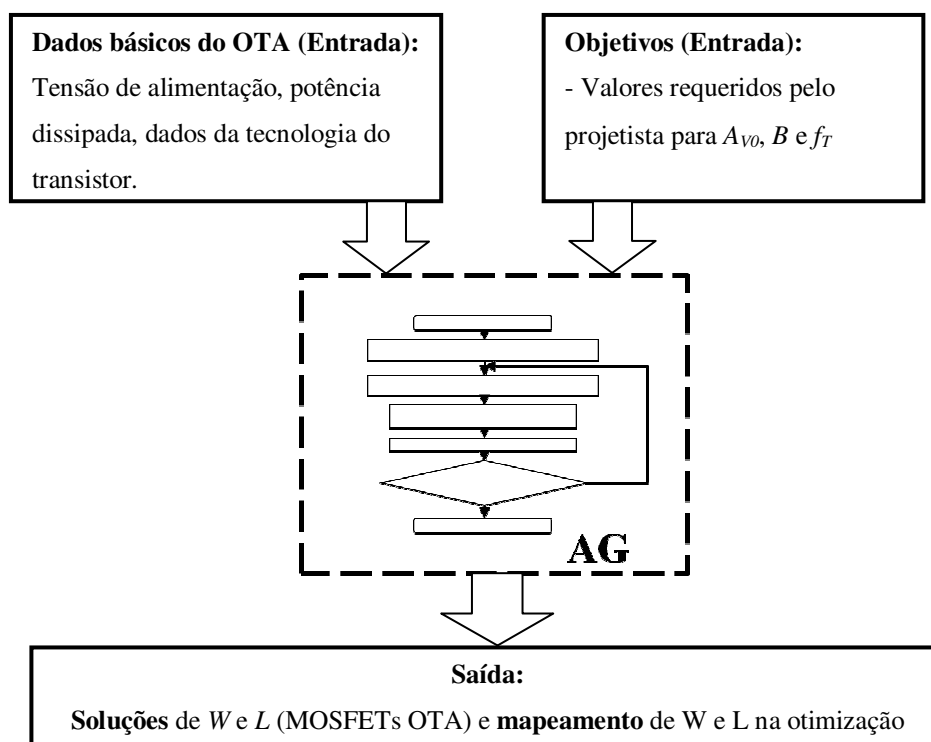 Dados básicos do OTA (Entrada):
Tensão de alimentação, potência
dissipada, dados da tecnologia do
transistor.
Objetivos (Entrada):
- Valores requeridos pelo
projetista para AV0, B e fT
AG
Saída:
Soluções de W e L (MOSFETs OTA) e mapeamento de W e L na otimização